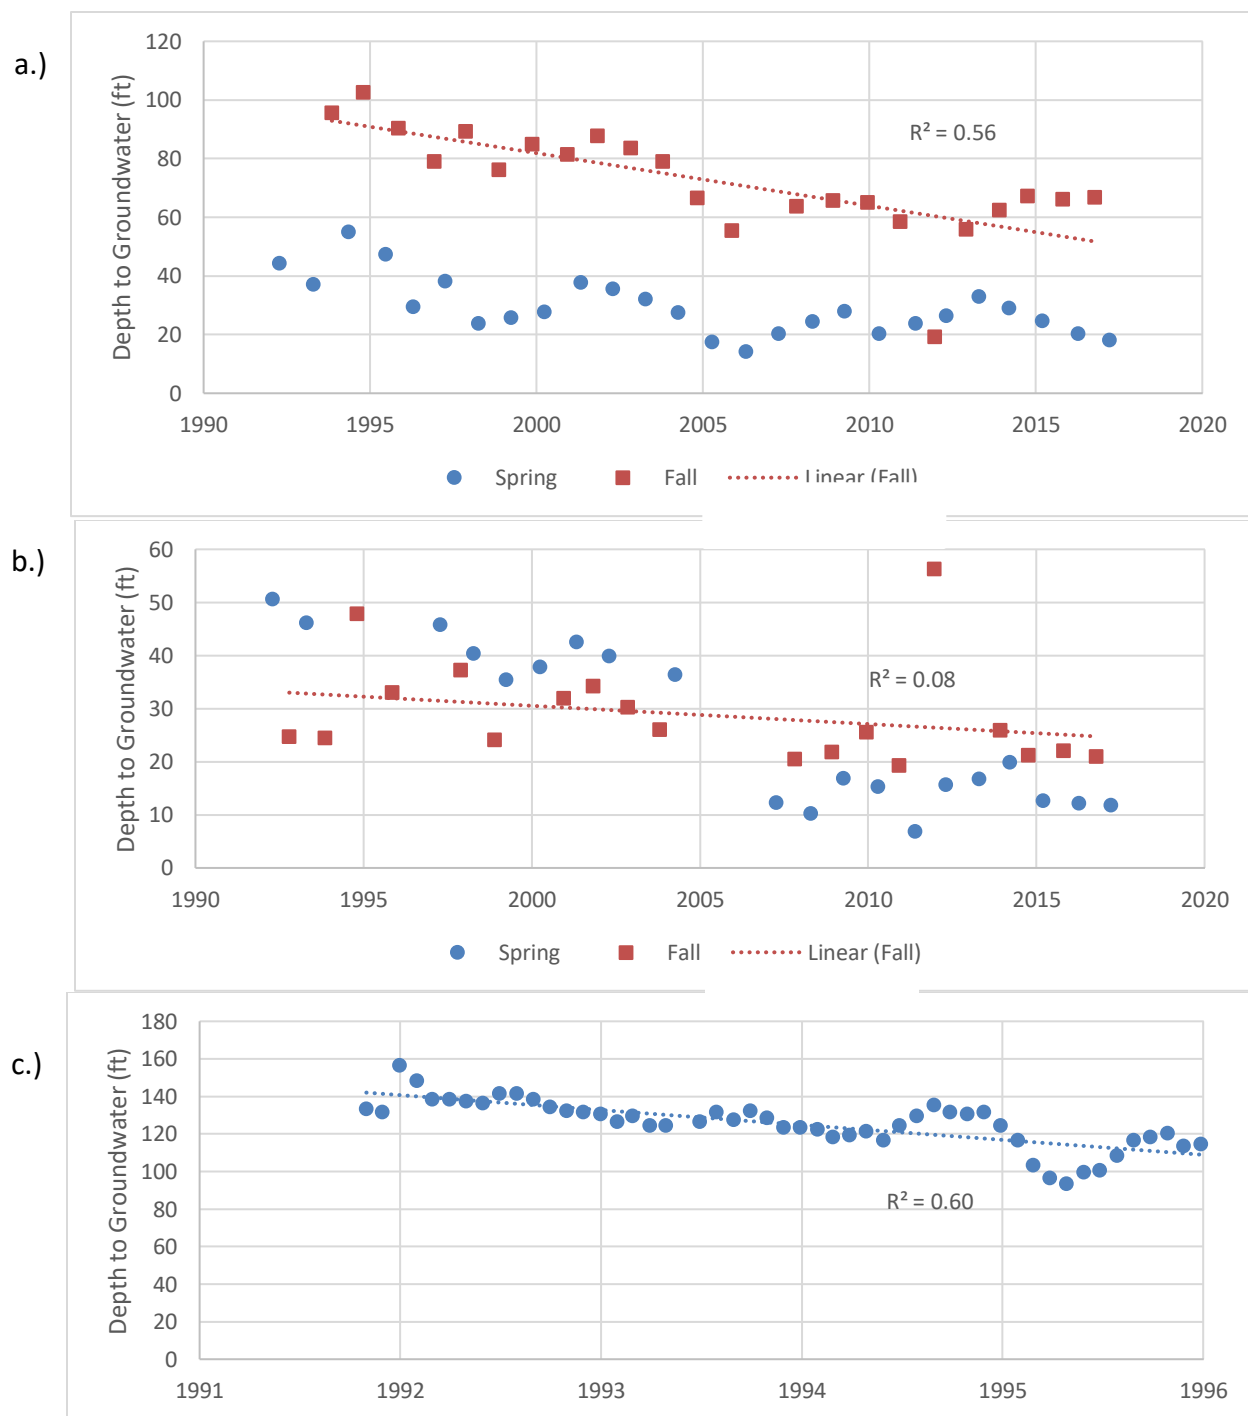 a.)
Depth to Groundwater (ft)
120
100
80
60
40
20
0
R² = 0.56
1990 1995 2000 2005 2010 2015 2020
Spring Fall Linear (Fall)
b.)
Depth to Groundwater (ft)
60
50
40
30
20
10
0
R² = 0.08
1990 1995 2000 2005 2010 2015 2020
Spring Fall Linear (Fall)
c.)
Depth to Groundwater (ft)
180
160
140
120
100
80
60
40
20
0
R² = 0.60
1991 1992 1993 1994 1995 1996